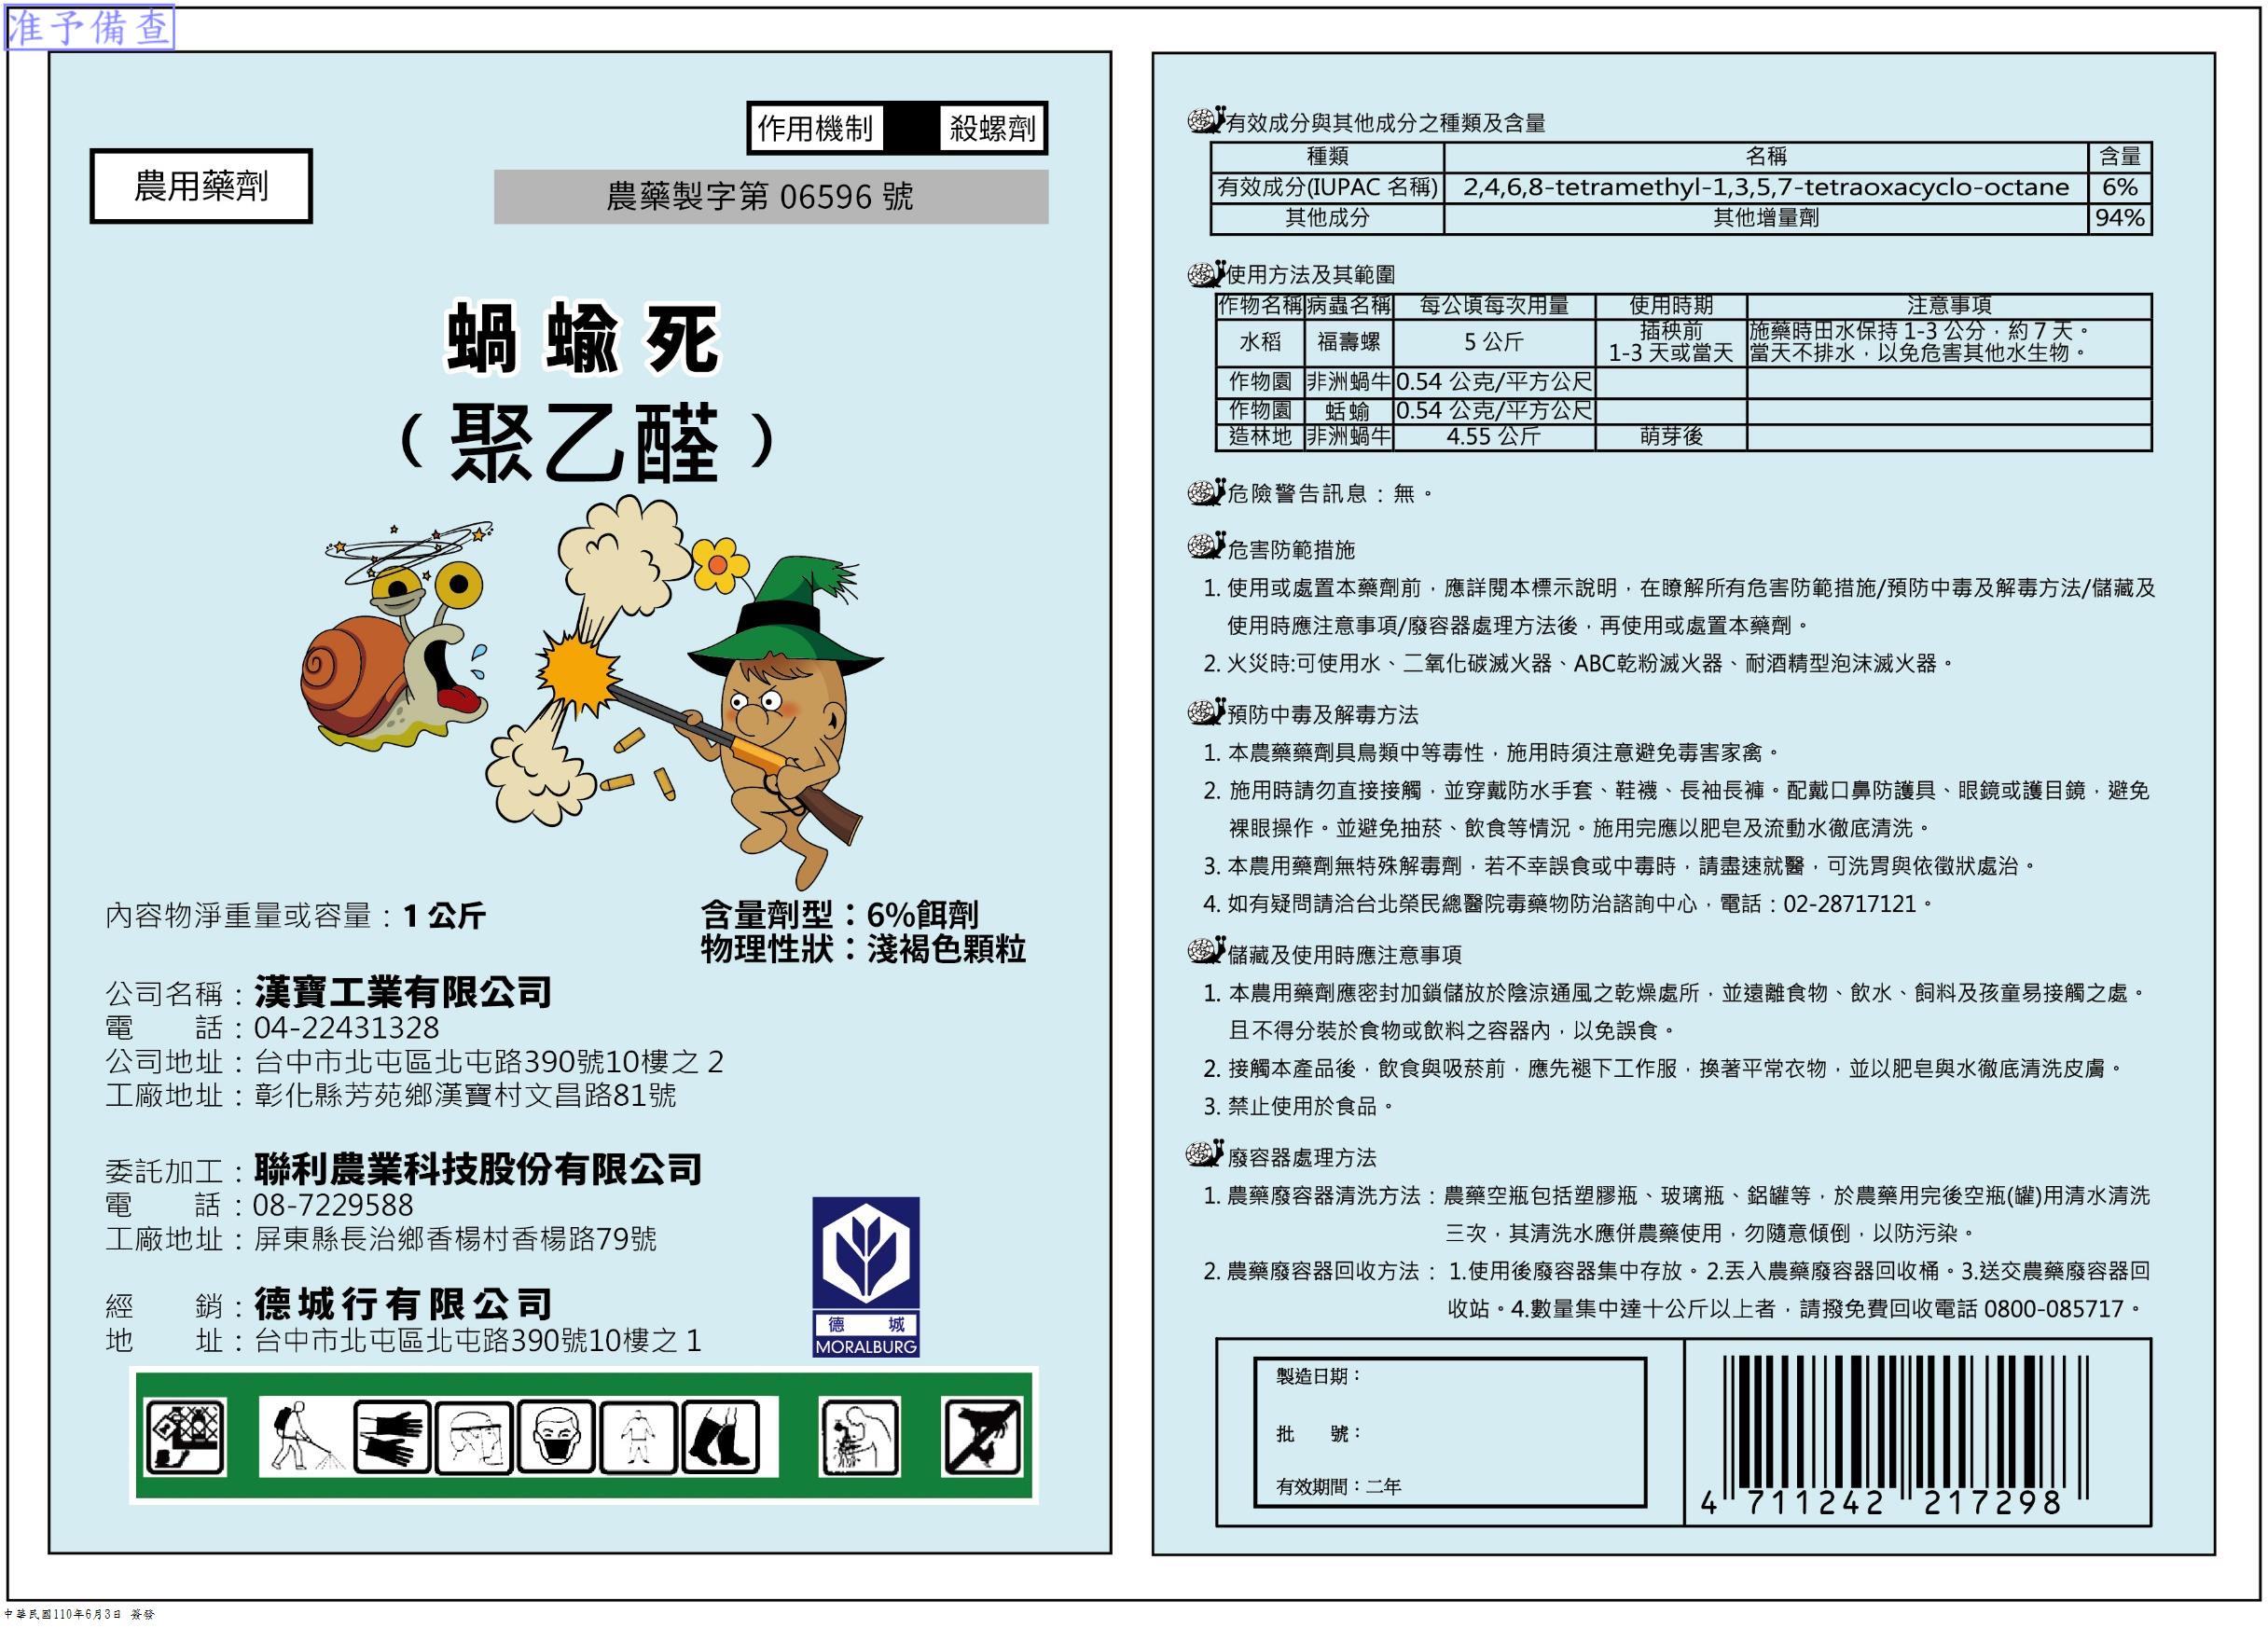 准予備查
作用機制 殺螺劑
農用藥劑
農藥製字第 06596 號
蝸蝓死
（聚乙醛）
內容物淨重量或容量：1 公斤
含量劑型：6%餌劑
物理性狀：淺褐色顆粒
公司名稱：漢寶工業有限公司
電　　話：04-22431328
公司地址：台中市北屯區北屯路390號10樓之 2
工廠地址：彰化縣芳苑鄉漢寶村文昌路81號
委託加工：聯利農業科技股份有限公司
電　　話：08-7229588
工廠地址：屏東縣長治鄉香楊村香楊路79號
經　　銷：德城行有限公司
地　　址：台中市北屯區北屯路390號10樓之 1
德 城
MORALBURG
有效成分與其他成分之種類及含量
種類 名稱 含量
有效成分(IUPAC 名稱) 2,4,6,8-tetramethyl-1,3,5,7-tetraoxacyclo-octane 6%
其他成分 其他增量劑 94%
使用方法及其範圍
作物名稱 病蟲名稱 每公頃每次用量 使用時期 注意事項
水稻 福壽螺 5 公斤 插秧前 1-3 天或當天 施藥時田水保持 1-3 公分，約 7 天。
當天不排水，以免危害其他水生物。
作物園 非洲蝸牛 0.54 公克/平方公尺
作物園 蛞蝓 0.54 公克/平方公尺
造林地 非洲蝸牛 4.55 公斤 萌芽後
危險警告訊息：無。
危害防範措施
1. 使用或處置本藥劑前，應詳閱本標示說明，在瞭解所有危害防範措施/預防中毒及解毒方法/儲藏及
使用時應注意事項/廢容器處理方法後，再使用或處置本藥劑。
2. 火災時:可使用水、二氧化碳滅火器、ABC乾粉滅火器、耐酒精型泡沫滅火器。
預防中毒及解毒方法
1. 本農藥藥劑具鳥類中等毒性，施用時須注意避免毒害家禽。
2. 施用時請勿直接接觸，並穿戴防水手套、鞋襪、長袖長褲。配戴口鼻防護具、眼鏡或護目鏡，避免
裸眼操作。並避免抽菸、飲食等情況。施用完應以肥皂及流動水徹底清洗。
3. 本農用藥劑無特殊解毒劑，若不幸誤食或中毒時，請盡速就醫，可洗胃與依徵狀處治。
4. 如有疑問請洽台北榮民總醫院毒藥物防治諮詢中心，電話：02-28717121。
儲藏及使用時應注意事項
1. 本農用藥劑應密封加鎖儲放於陰涼通風之乾燥處所，並遠離食物、飲水、飼料及孩童易接觸之處。
且不得分裝於食物或飲料之容器內，以免誤食。
2. 接觸本產品後，飲食與吸菸前，應先褪下工作服，換著平常衣物，並以肥皂與水徹底清洗皮膚。
3. 禁止使用於食品。
廢容器處理方法
1. 農藥廢容器清洗方法：農藥空瓶包括塑膠瓶、玻璃瓶、鋁罐等，於農藥用完後空瓶(罐)用清水清洗
三次，其清洗水應併農藥使用，勿隨意傾倒，以防污染。
2. 農藥廢容器回收方法： 1.使用後廢容器集中存放。2.丟入農藥廢容器回收桶。3.送交農藥廢容器回
收站。4.數量集中達十公斤以上者，請撥免費回收電話 0800-085717。
製造日期：
批　　號：
有效期間：二年
4 711242 217298
中華民國110年6月3日 簽發